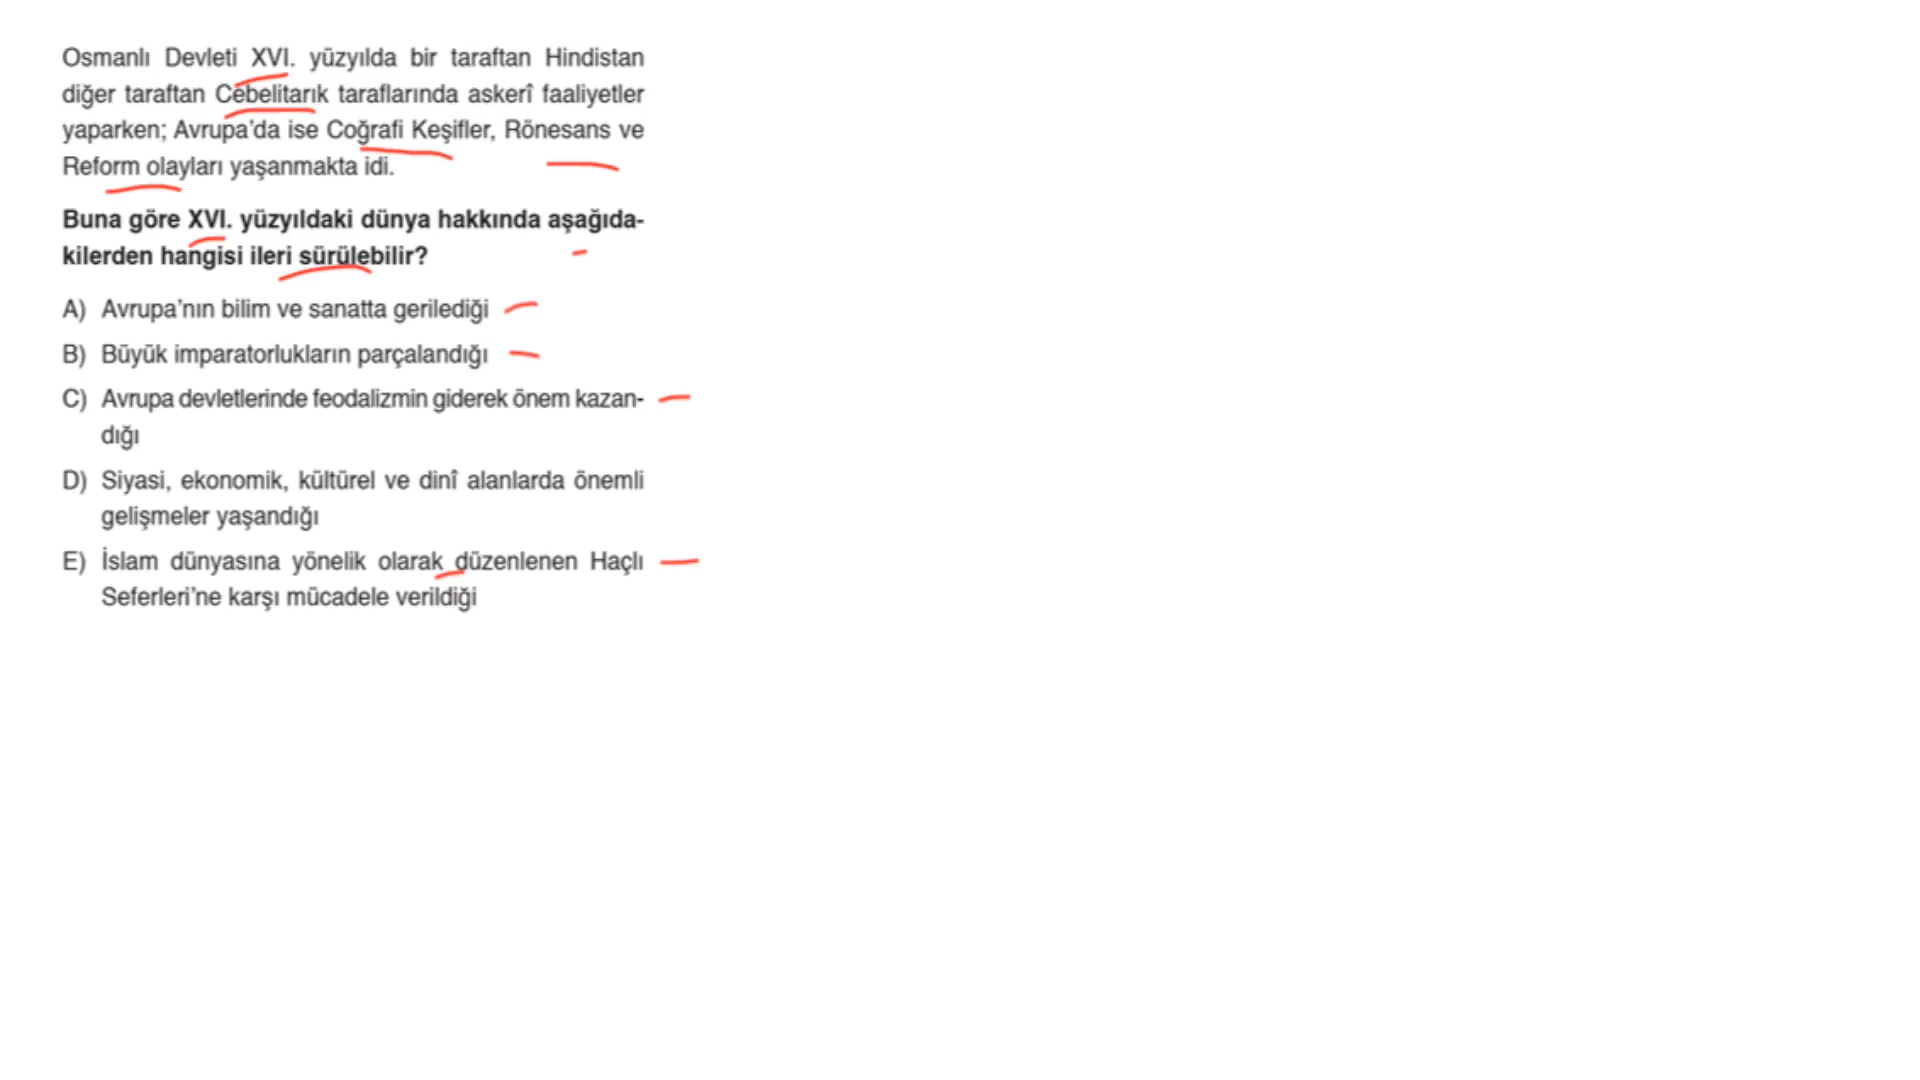 Osmanlı Devleti XVI. yüzyılda bir taraftan Hindistan
diğer taraftan Cebelitarık taraflarında askerî faaliyetler
yaparken; Avrupa'da ise Coğrafi Keşifler, Rönesans ve
Reform olayları yaşanmakta idi.
Buna göre XVI. yüzyıldaki dünya hakkında aşağıda-
kilerden hangisi ileri sürülebilir?
A) Avrupa'nın bilim ve sanatta gerilediği
B) Büyük imparatorlukların parçalandığı
C) Avrupa devletlerinde feodalizmin giderek önem kazan-
dığı
D) Siyasi, ekonomik, kültürel ve dinî alanlarda önemli
gelişmeler yaşandığı
E) İslam dünyasına yönelik olarak düzenlenen Haçlı
Seferleri'ne karşı mücadele verildiği